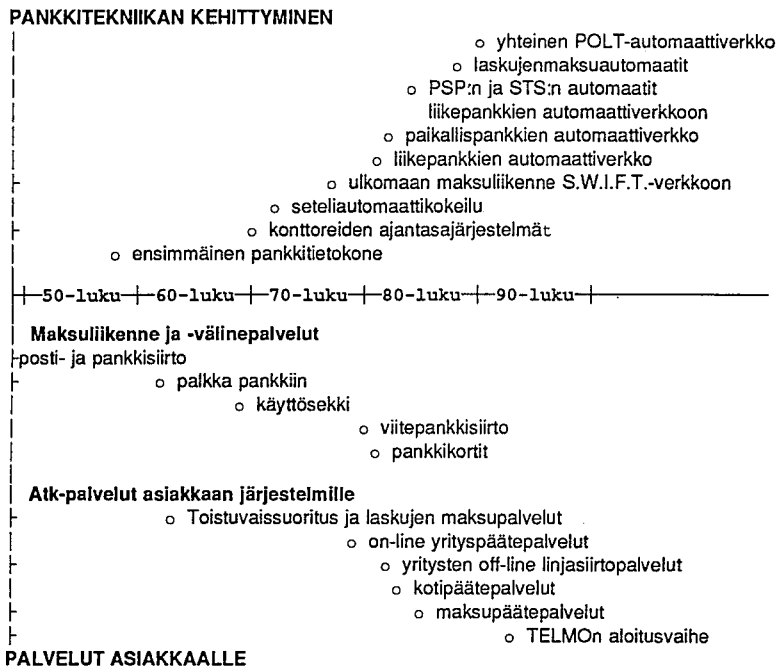 PANKKITEKNIIKAN KEHITTYMINEN
yhteinen POLT-automaattiverkko
laskujenmaksuautomaatit
PSP:n ja STS:n automaatit
liikepankkien automaattiverkkoon
paikallispankkien automaattiverkko
liikepankkien automaattiverkko
ulkomaan maksuliikenne S.W.I.F.T.-verkkoon
seteliautomaattikokeilu
konttoreiden ajantasajärjestelmät
ensimmäinen pankkitietokone
50-luku 60-luku 70-luku 80-luku 90-luku
Maksuliikenne ja -välinepalvelut
posti- ja pankkisiirto
palkka pankkiin
käyttösekki
viitepankkisiirto
pankkikortit
Atk-palvelut asiakkaan järjestelmille
Toistuvaissuoritus ja laskujen maksupalvelut
on-line yrityspäätepalvelut
yritysten off-line linjasiirtopalvelut
kotipäätepalvelut
maksupäätepalvelut
TELMOn aloitusvaihe
PALVELUT ASIAKKAALLE